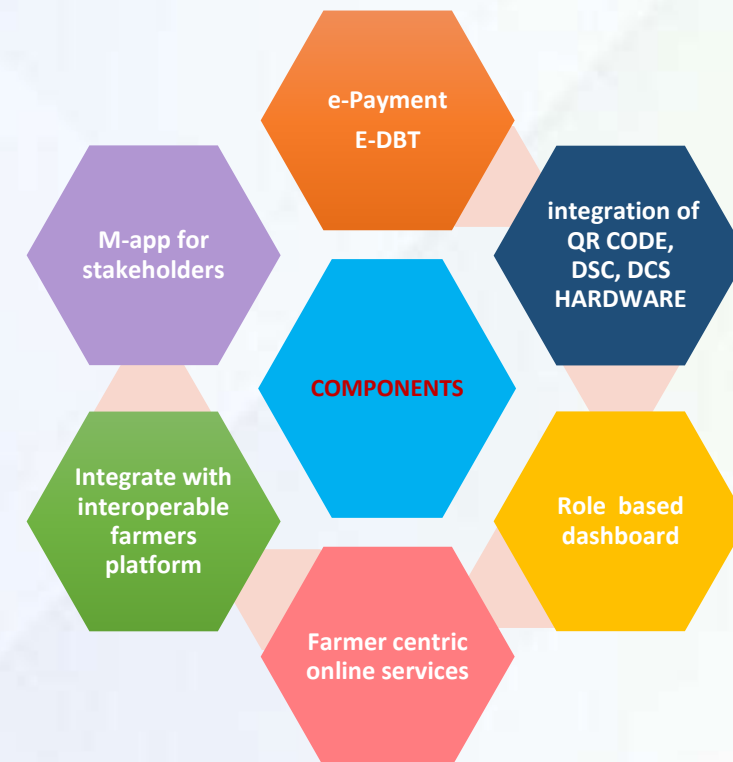 e-Payment
E-DBT
integration of
QR CODE,
DSC, DCS
HARDWARE
M-app for
stakeholders
COMPONENTS
Integrate with
interoperable
farmers
platform
Role based
dashboard
Farmer centric
online services